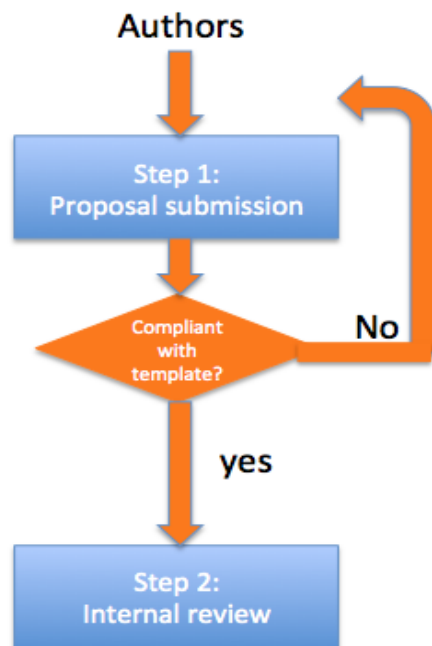 Authors
Step 1:
Proposal submission
Compliant
with
template?
No
yes
Step 2:
Internal review